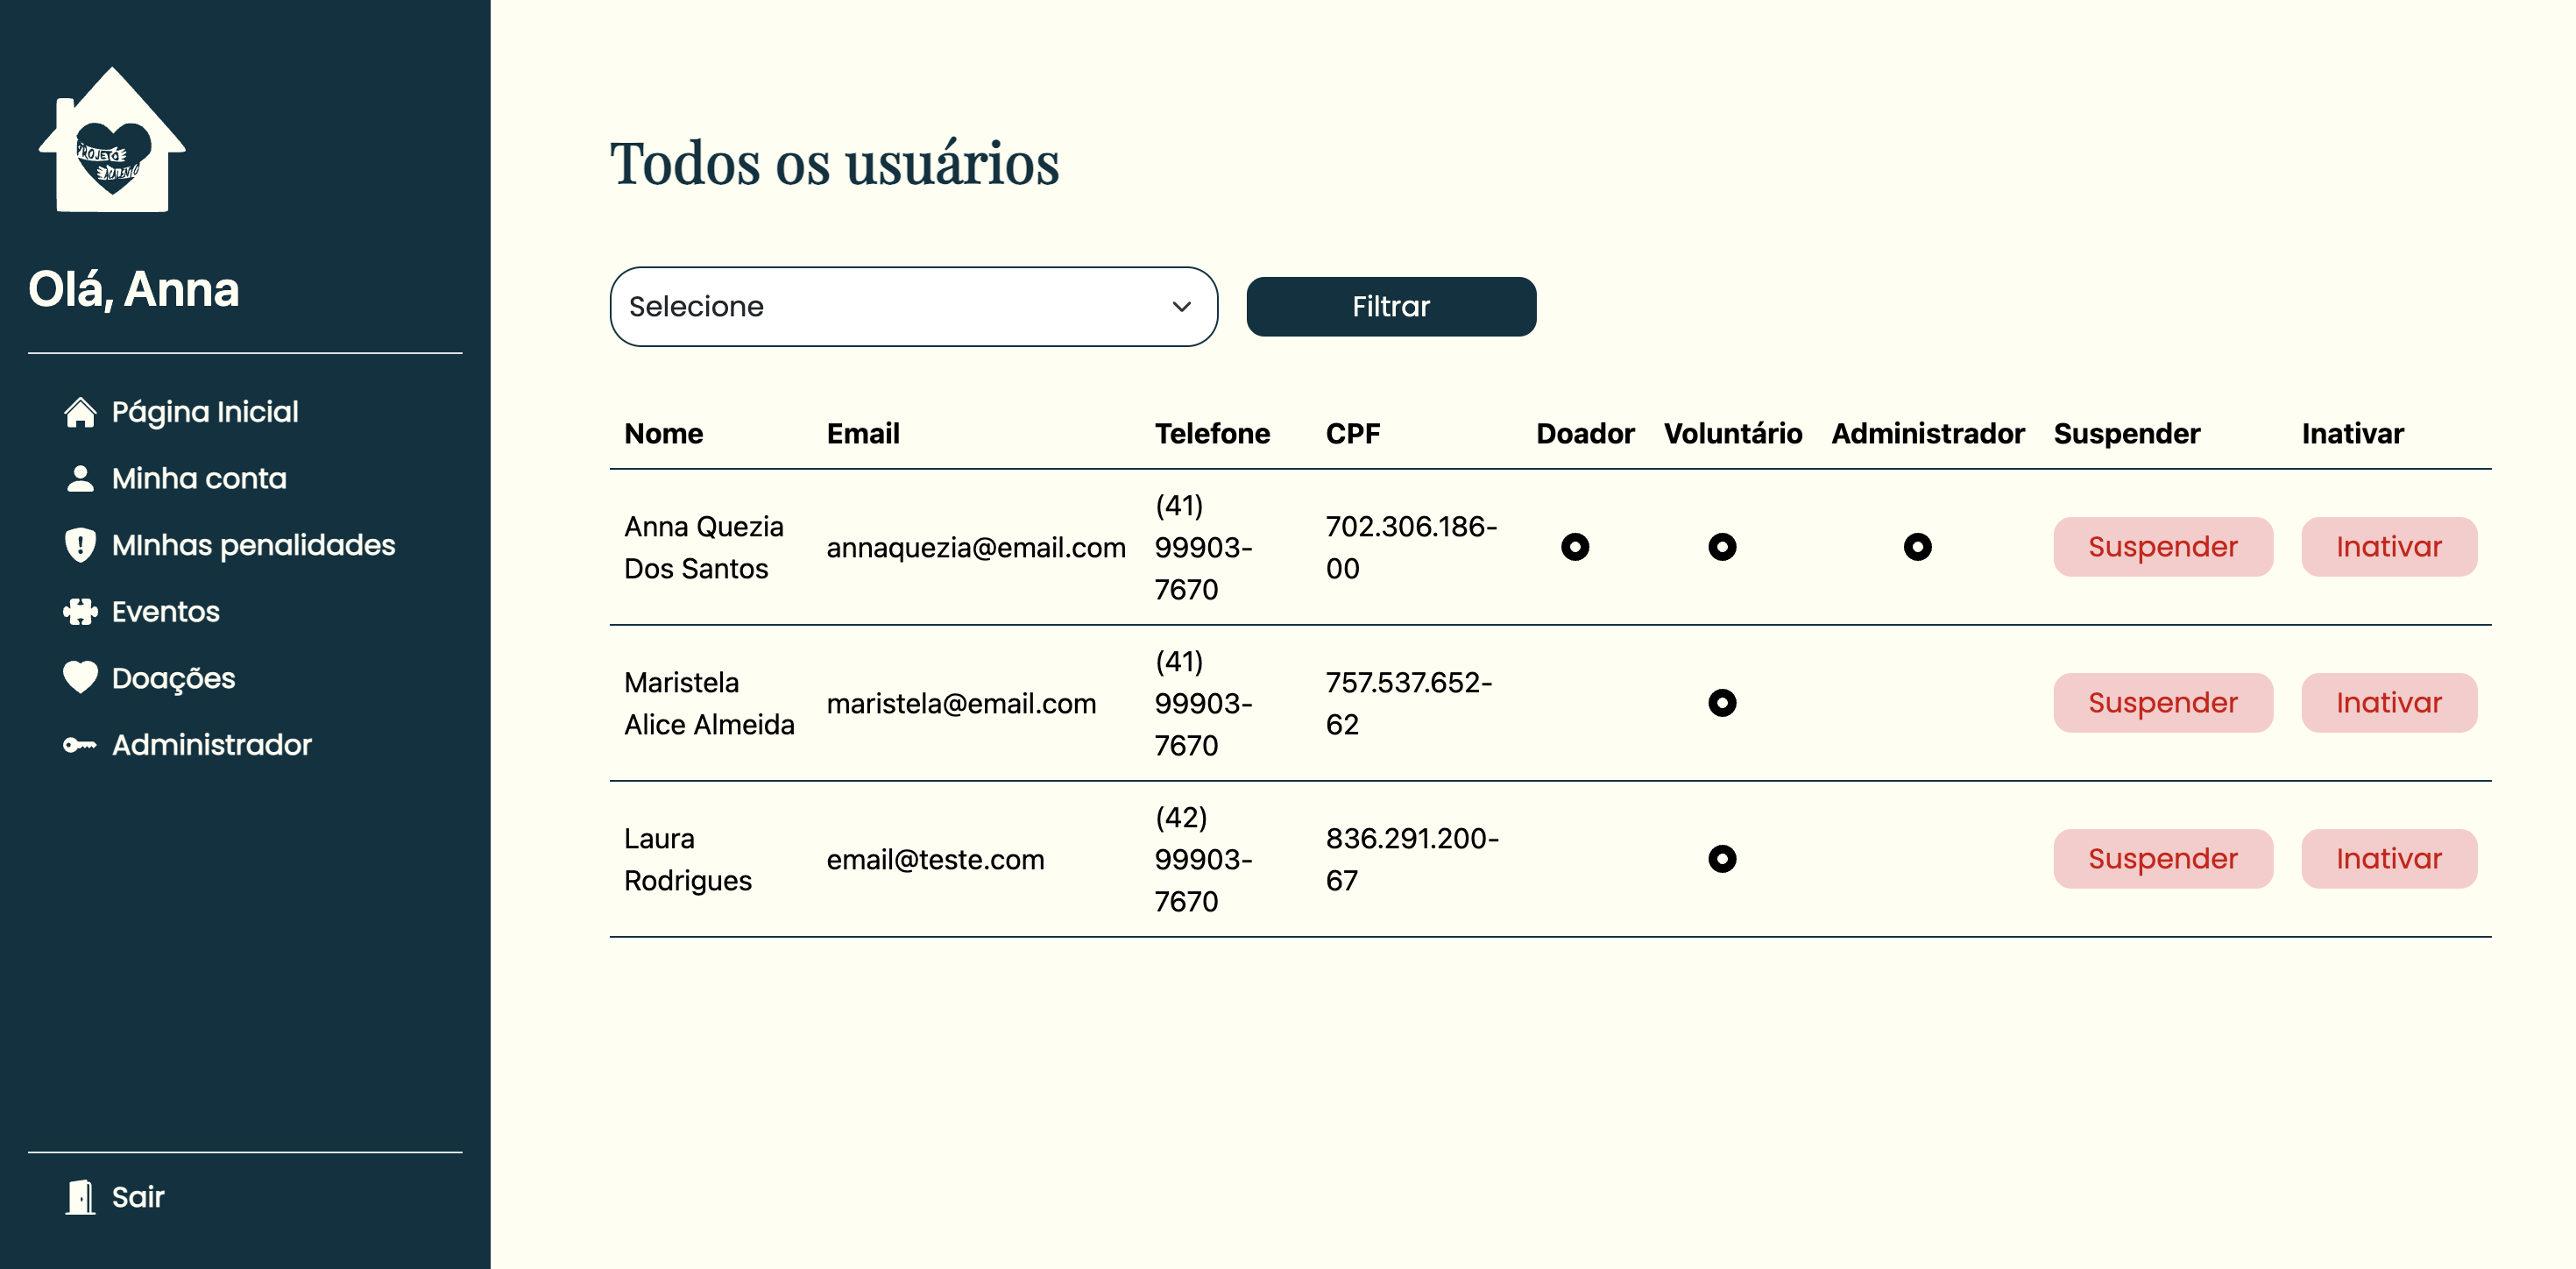 PROJETO
ACALENTO
Olá, Anna
Página Inicial
Minha conta
MInhas penalidades
Eventos
Doações
Administrador
Sair
Todos os usuários
Selecione
Filtrar
Nome Email Telefone CPF Doador Voluntário Administrador Suspender Inativar
Anna Quezia
Dos Santos
annaquezia@email.com
(41)
99903-
7670
702.306.186-
00
Suspender
Inativar
Maristela
Alice Almeida
maristela@email.com
(41)
99903-
7670
757.537.652-
62
Suspender
Inativar
Laura
Rodrigues
email@teste.com
(42)
99903-
7670
836.291.200-
67
Suspender
Inativar